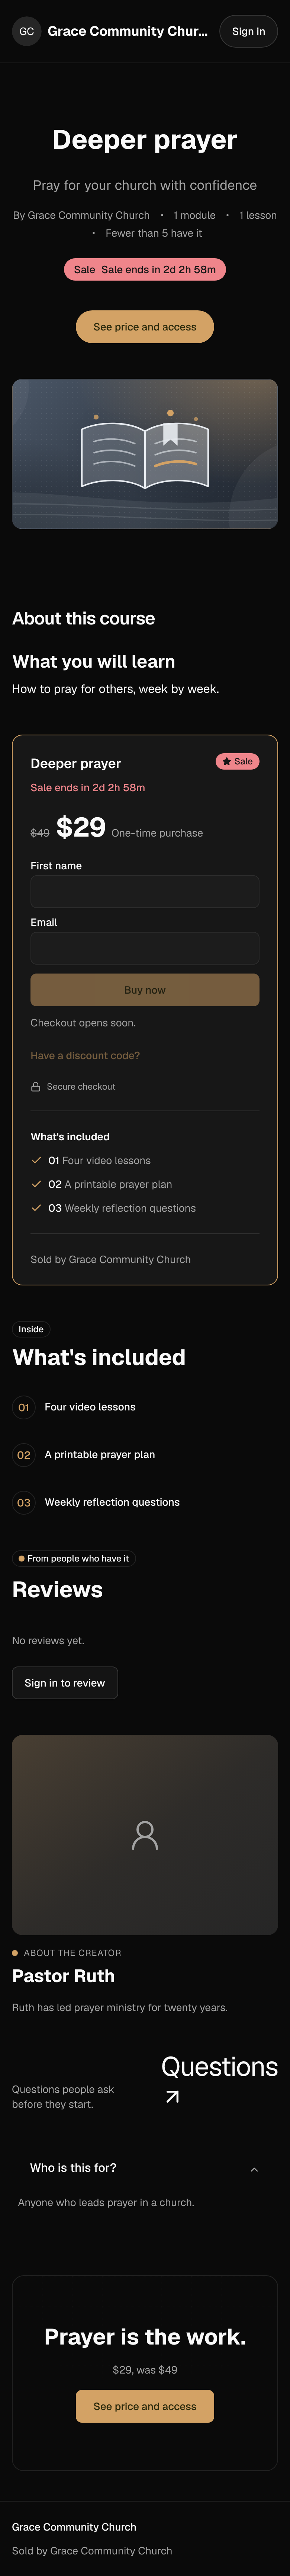 GC
Grace Community Chur...
Sign in
Deeper prayer
Pray for your church with confidence
By Grace Community Church • 1 module • 1 lesson
• Fewer than 5 have it
Sale Sale ends in 2d 2h 58m
See price and access
About this course
What you will learn
How to pray for others, week by week.
Deeper prayer
Sale
Sale ends in 2d 2h 58m
$49 $29 One-time purchase
First name
Email
Buy now
Checkout opens soon.
Have a discount code?
Secure checkout
What's included
01 Four video lessons
02 A printable prayer plan
03 Weekly reflection questions
Sold by Grace Community Church
Inside
What's included
01 Four video lessons
02 A printable prayer plan
03 Weekly reflection questions
From people who have it
Reviews
No reviews yet.
Sign in to review
ABOUT THE CREATOR
Pastor Ruth
Ruth has led prayer ministry for twenty years.
Questions
Questions people ask
before they start.
Who is this for?
Anyone who leads prayer in a church.
Prayer is the work.
$29, was $49
See price and access
Grace Community Church
Sold by Grace Community Church